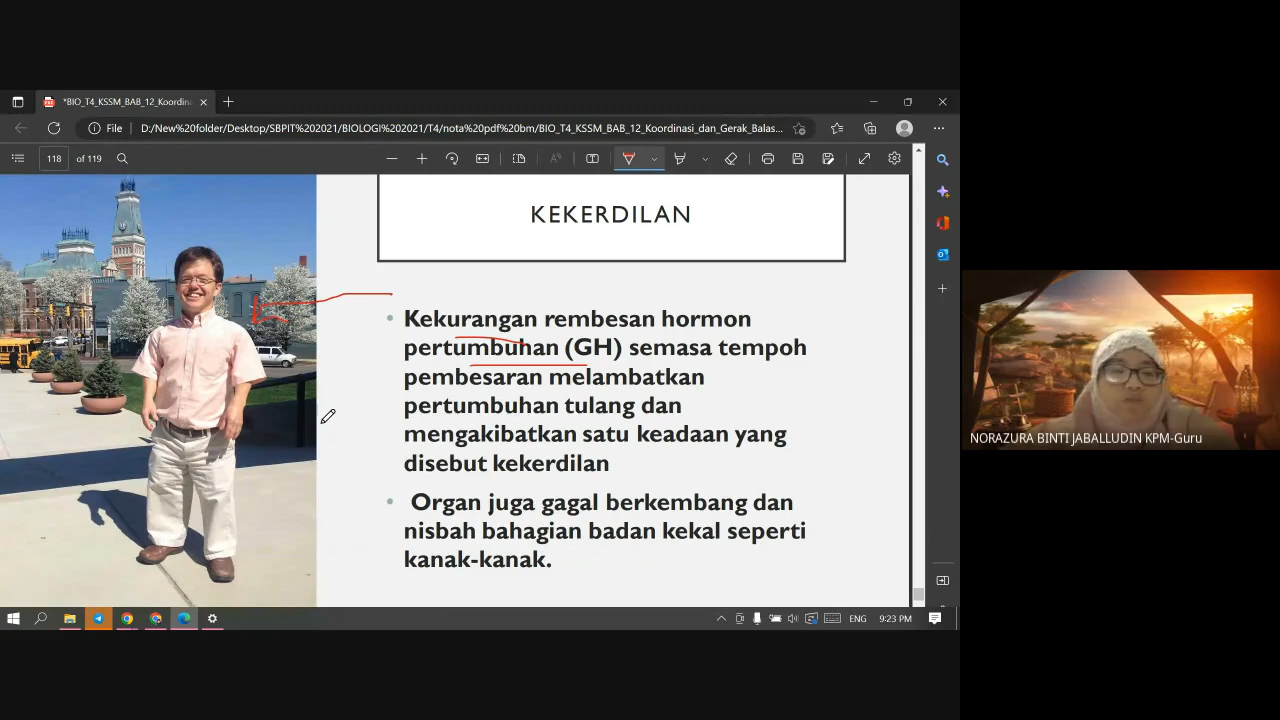 *BIO_T4_KSSM_BAB_12_Koordina
File
D:/New%20folder/Desktop/SBPIT%202021/BIOLOGI%202021/T4/nota%20pdf%20bm/BIO_T4_KSSM_BAB_12_Koordinasi_dan_Gerak_Balas...
118 of 119
KEKERDILAN
• Kekurangan rembesan hormon
pertumbuhan (GH) semasa tempoh
pembesaran melambatkan
pertumbuhan tulang dan
mengakibatkan satu keadaan yang
disebut kekerdilan
• Organ juga gagal berkembang dan
nisbah bahagian badan kekal seperti
kanak-kanak.
NORAZURA BINTI JABALLUDIN KPM-Guru
ENG
9:23 PM